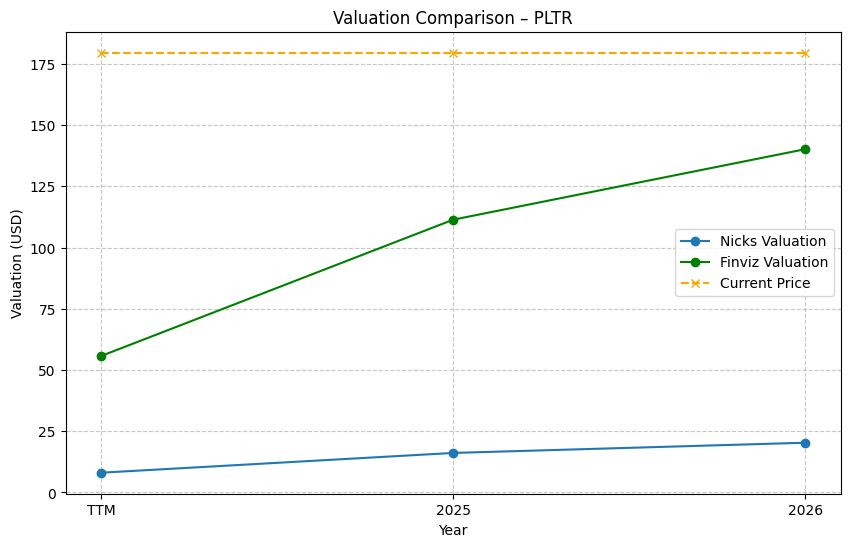 Valuation Comparison – PLTR
Valuation (USD)
175
150
125
100
75
50
25
0
Nicks Valuation
Finviz Valuation
Current Price
TTM
2025
2026
Year